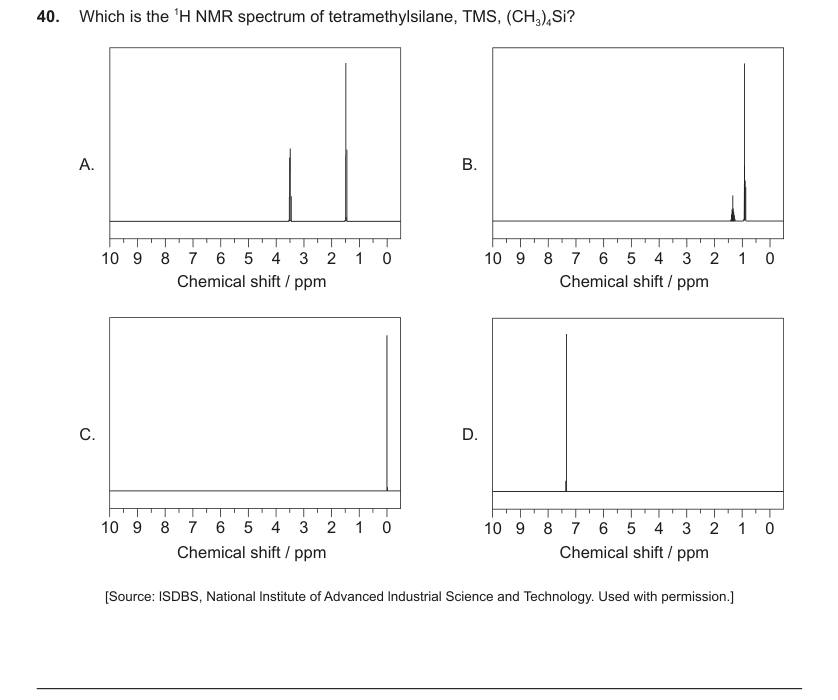 40. Which is the ¹H NMR spectrum of tetramethylsilane, TMS, (CH₃)₄Si?
A.
10 9 8 7 6 5 4 3 2 1 0
Chemical shift / ppm
B.
10 9 8 7 6 5 4 3 2 1 0
Chemical shift / ppm
C.
10 9 8 7 6 5 4 3 2 1 0
Chemical shift / ppm
D.
10 9 8 7 6 5 4 3 2 1 0
Chemical shift / ppm
[Source: ISDBS, National Institute of Advanced Industrial Science and Technology. Used with permission.]